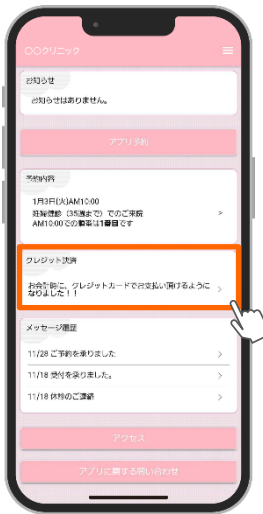 ○○クリニック
お知らせ
お知らせはありません。
アプリ予約
予約内容
1月3日(火)AM10:00
妊婦健診（35週まで）でのご来院
AM10:00での順番は1番目です
クレジット決済
お会計時に、クレジットカードでお支払い頂けるように
なりました！！
メッセージ履歴
11/28 ご予約を承りました
11/18 受付を承りました。
11/18 休診のご連絡
アクセス
アプリに関する問い合わせ